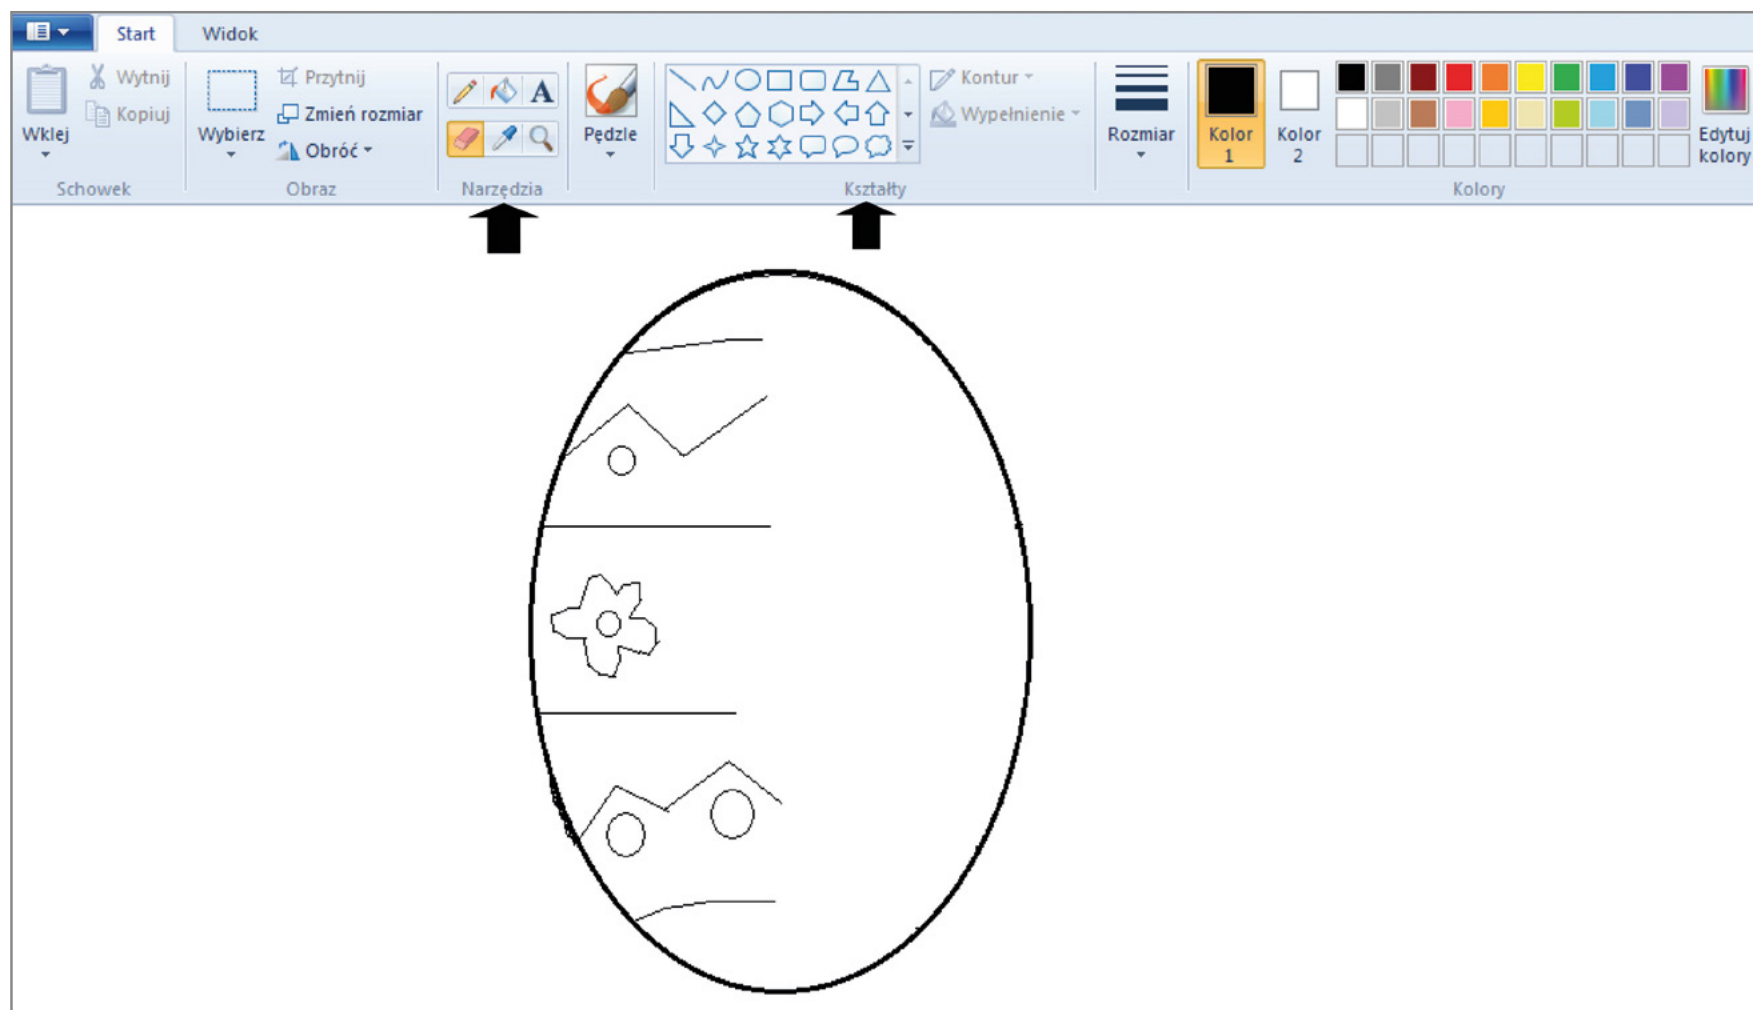 Start Widok
Wklej
Wytnij
Kopiuj
Schowek
Wybierz
Przytnij
Zmień rozmiar
Obróć
Obraz
A
Narzędzia
Pędzle
Kontur
Wypełnienie
Kształty
Rozmiar
Kolor
1
Kolor
2
Edytuj
kolory
Kolory